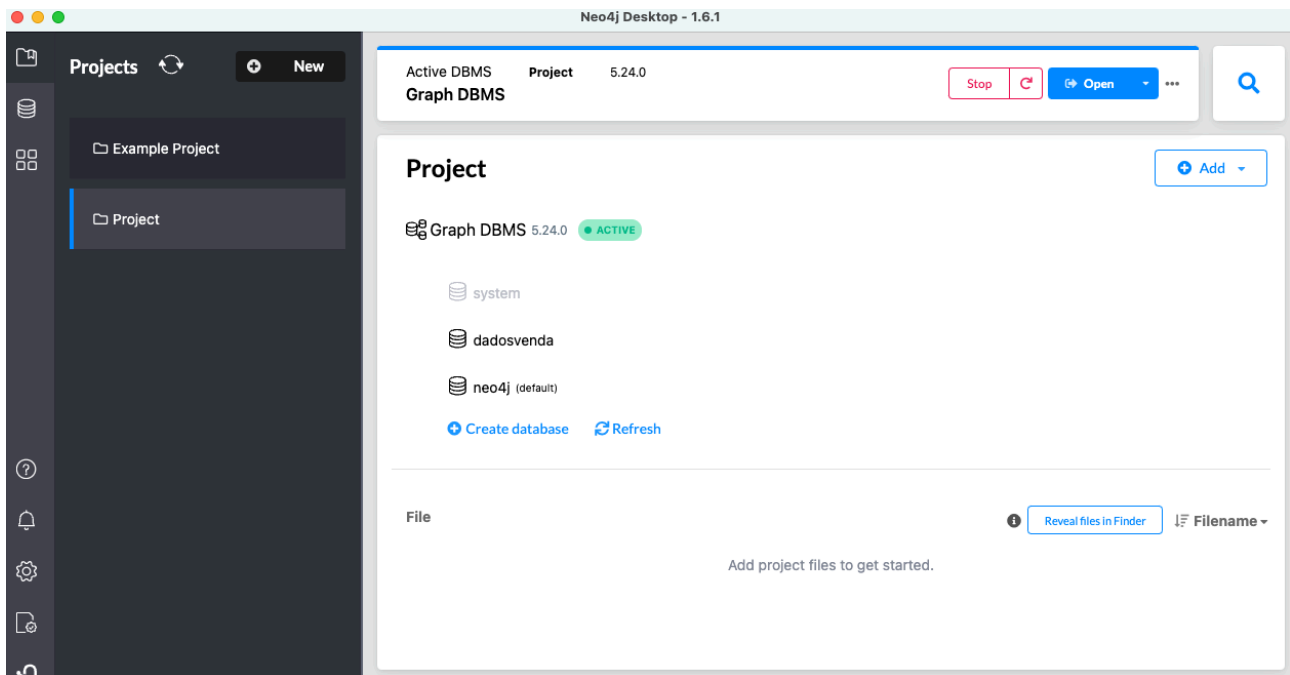 Neo4j Desktop - 1.6.1
Projects
New
Example Project
Project
Active DBMS Project 5.24.0
Graph DBMS
Stop
Open
Project
Add
Graph DBMS 5.24.0 ACTIVE
system
dadosvenda
neo4j (default)
Create database Refresh
File
Reveal files in Finder
Filename
Add project files to get started.